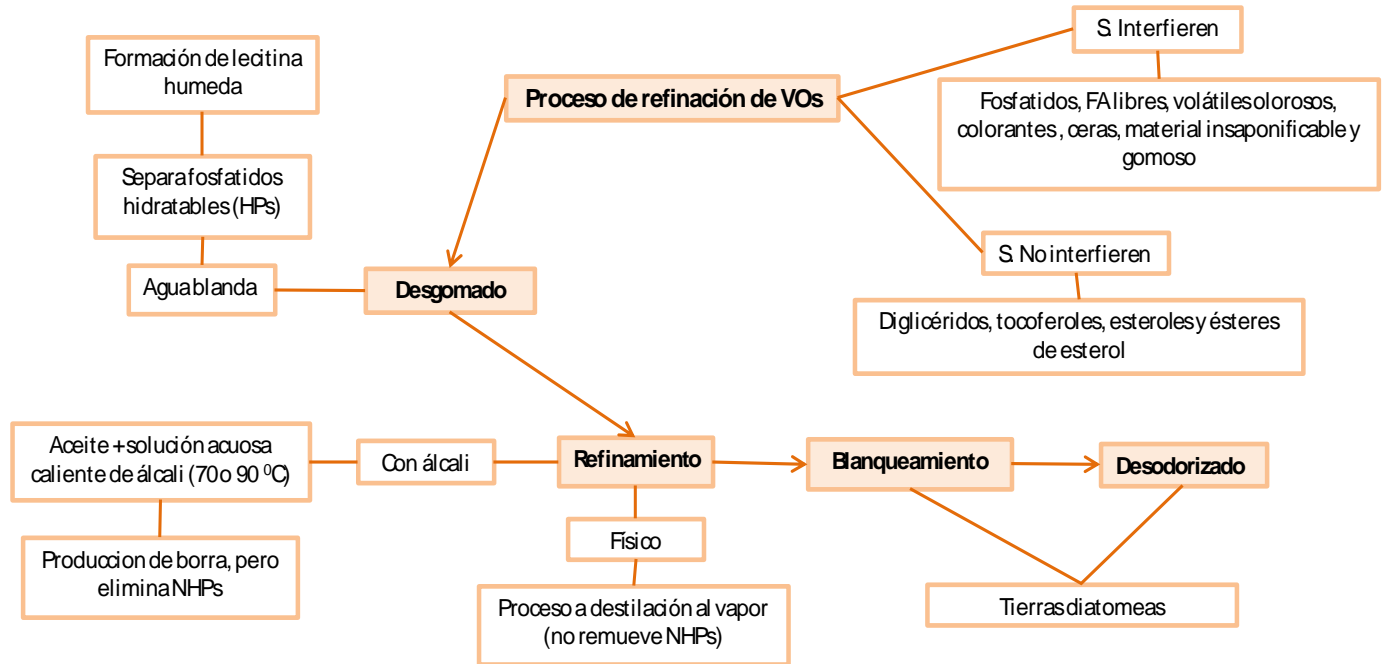 Formación de lecitina
humeda
Separa fosfatidos
hidratables (HPs)
Agua blanda
Proceso de refinación de VOs
S. Interfieren
Fosfatidos, FA libres, volátiles olorosos,
colorantes , ceras, material insaponificable y
gomoso
S. No interfieren
Diglicéridos, tocoferoles, esteroles y ésteres
de esterol
Desgomado
Aceite + solución acuosa
caliente de álcali (70 o 90 ⁰C)
Con álcali
Refinamiento
Blanqueamiento
Desodorizado
Produccion de borra, pero
elimina NHPs
Físico
Proceso a destilación al vapor
(no remueve NHPs)
Tierras diatomeas